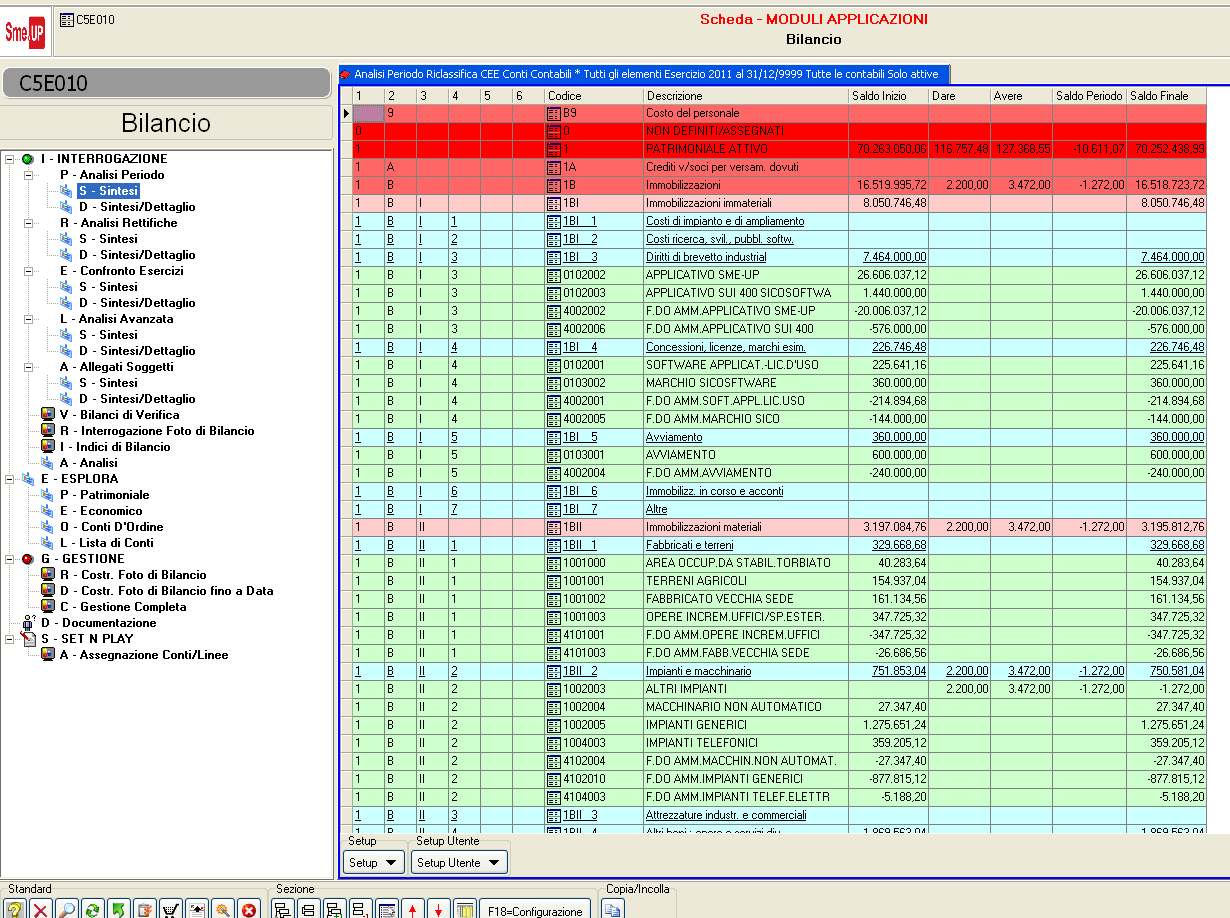 Sme.UP
C5E010
Scheda - MODULI APPLICAZIONI
Bilancio
C5E010
Bilancio
I - INTERROGAZIONE
P - Analisi Periodo
S - Sintesi
D - Sintesi/Dettaglio
R - Analisi Rettifiche
S - Sintesi
D - Sintesi/Dettaglio
E - Confronto Esercizi
S - Sintesi
D - Sintesi/Dettaglio
L - Analisi Avanzata
S - Sintesi
D - Sintesi/Dettaglio
A - Allegati Soggetti
S - Sintesi
D - Sintesi/Dettaglio
V - Bilanci di Verifica
R - Interrogazione Foto di Bilancio
I - Indici di Bilancio
A - Analisi
E - ESPLORA
P - Patrimoniale
E - Economico
O - Conti D'Ordine
L - Lista di Conti
G - GESTIONE
R - Costr. Foto di Bilancio
D - Costr. Foto di Bilancio fino a Data
C - Gestione Completa
D - Documentazione
S - SET N PLAY
A - Assegnazione Conti/Linee
Analisi Periodo Riclassifica CEE Conti Contabili * Tutti gli elementi Esercizio 2011 al 31/12/9999 Tutte le contabili Solo attive
1 2 3 4 5 6 Codice Descrizione Saldo Inizio Dare Avere Saldo Periodo Saldo Finale
9 B9 Costo del personale
0 0 NON DEFINITI/ASSEGNATI
1 1 PATRIMONIALE ATTIVO 70.263.050,06 116.757,48 127.368,55 -10.611,07 70.252.438,99
1 A 1A Crediti v/soci per versam. dovuti
1 B 1B Immobilizzazioni 16.519.995,72 2.200,00 3.472,00 -1.272,00 16.518.723,72
1 B I 1BI Immobilizzazioni immateriali 8.050.746,48 8.050.746,48
1 B I 1 1BI 1 Costi di impianto e di ampliamento
1 B I 2 1BI 2 Costi ricerca, svil., pubbl. softw.
1 B I 3 1BI 3 Diritti di brevetto industrial 7.464.000,00 7.464.000,00
1 B I 3 0102002 APPLICATIVO SME-UP 26.606.037,12 26.606.037,12
1 B I 3 0102003 APPLICATIVO SUI 400 SICOSOFTWA 1.440.000,00 1.440.000,00
1 B I 3 4002002 F.DO AMM.APPLICATIVO SME-UP -20.006.037,12 -20.006.037,12
1 B I 3 4002006 F.DO AMM.APPLICATIVO SUI 400 -576.000,00 -576.000,00
1 B I 4 1BI 4 Concessioni, licenze, marchi esim. 226.746,48 226.746,48
1 B I 4 0102001 SOFTWARE APPLICAT.-LIC.D'USO 225.641,16 225.641,16
1 B I 4 0103002 MARCHIO SICOSFTWARE 360.000,00 360.000,00
1 B I 4 4002001 F.DO AMM.SOFT.APPL.LIC.USO -214.894,68 -214.894,68
1 B I 4 4002005 F.DO AMM.MARCHIO SICO -144.000,00 -144.000,00
1 B I 5 1BI 5 Avviamento 360.000,00 360.000,00
1 B I 5 0103001 AVVIAMENTO 600.000,00 600.000,00
1 B I 5 4002004 F.DO AMM.AVVIAMENTO -240.000,00 -240.000,00
1 B I 6 1BI 6 Immobilizz. in corso e acconti
1 B I 7 1BI 7 Altre
1 B II 1BII Immobilizzazioni materiali 3.197.084,76 2.200,00 3.472,00 -1.272,00 3.195.812,76
1 B II 1 1BII 1 Fabbricati e terreni 329.668,68 329.668,68
1 B II 1 1001000 AREA OCCUP.DA STABIL.TORBIATO 40.283,64 40.283,64
1 B II 1 1001001 TERRENI AGRICOLI 154.937,04 154.937,04
1 B II 1 1001002 FABBRICATO VECCHIA SEDE 161.134,56 161.134,56
1 B II 1 1001003 OPERE INCREM.UFFICI/SP.ESTER. 347.725,32 347.725,32
1 B II 1 4101001 F.DO AMM.OPERE INCREM.UFFICI -347.725,32 -347.725,32
1 B II 1 4101003 F.DO AMM.FABB.VECCHIA SEDE -26.686,56 -26.686,56
1 B II 2 1BII 2 Impianti e macchinario 751.853,04 2.200,00 3.472,00 -1.272,00 750.581,04
1 B II 2 1002003 ALTRI IMPIANTI 2.200,00 3.472,00 -1.272,00 -1.272,00
1 B II 2 1002004 MACCHINARIO NON AUTOMATICO 27.347,40 27.347,40
1 B II 2 1002005 IMPIANTI GENERICI 1.275.651,24 1.275.651,24
1 B II 2 1004003 IMPIANTI TELEFONICI 359.205,12 359.205,12
1 B II 2 4102004 F.DO AMM.MACCHIN.NON AUTOMAT. -27.347,40 -27.347,40
1 B II 2 4102010 F.DO AMM.IMPIANTI GENERICI -877.815,12 -877.815,12
1 B II 2 4104003 F.DO AMM.IMPIANTI TELEF.ELETTR -5.188,20 -5.188,20
1 B II 3 1BII 3 Attrezzature industr. e commerciali
1 B II 4 1BII 4
Setup Setup Utente
Setup Setup Utente
Standard Sezione Copia/Incolla
F18=Configurazione